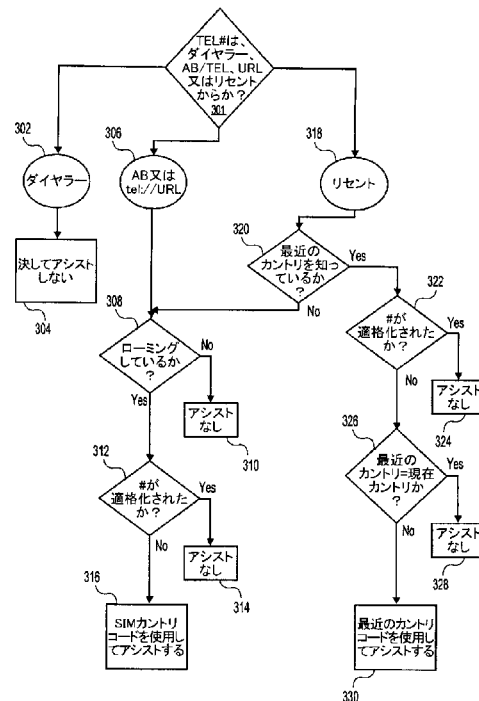 TEL#は、
ダイヤラー、
AB/TEL、URL
又はリセント
からか？
301
302
ダイヤラー
306
AB又は
tel://URL
318
リセント
320
最近の
カントリを知っ
ているか
？
Yes
No
決してアシスト
しない
304
308
ローミング
しているか
？
No
Yes
アシスト
なし
310
322
#が
適格化された
か？
Yes
No
アシスト
なし
324
312
#が
適格化された
か？
Yes
No
アシスト
なし
314
326
最近の
カントリ=現在
カントリか
？
Yes
No
アシスト
なし
328
316
SIMカントリ
コードを使用し
てアシストする
最近のカントリ
コードを使用し
てアシストする
330